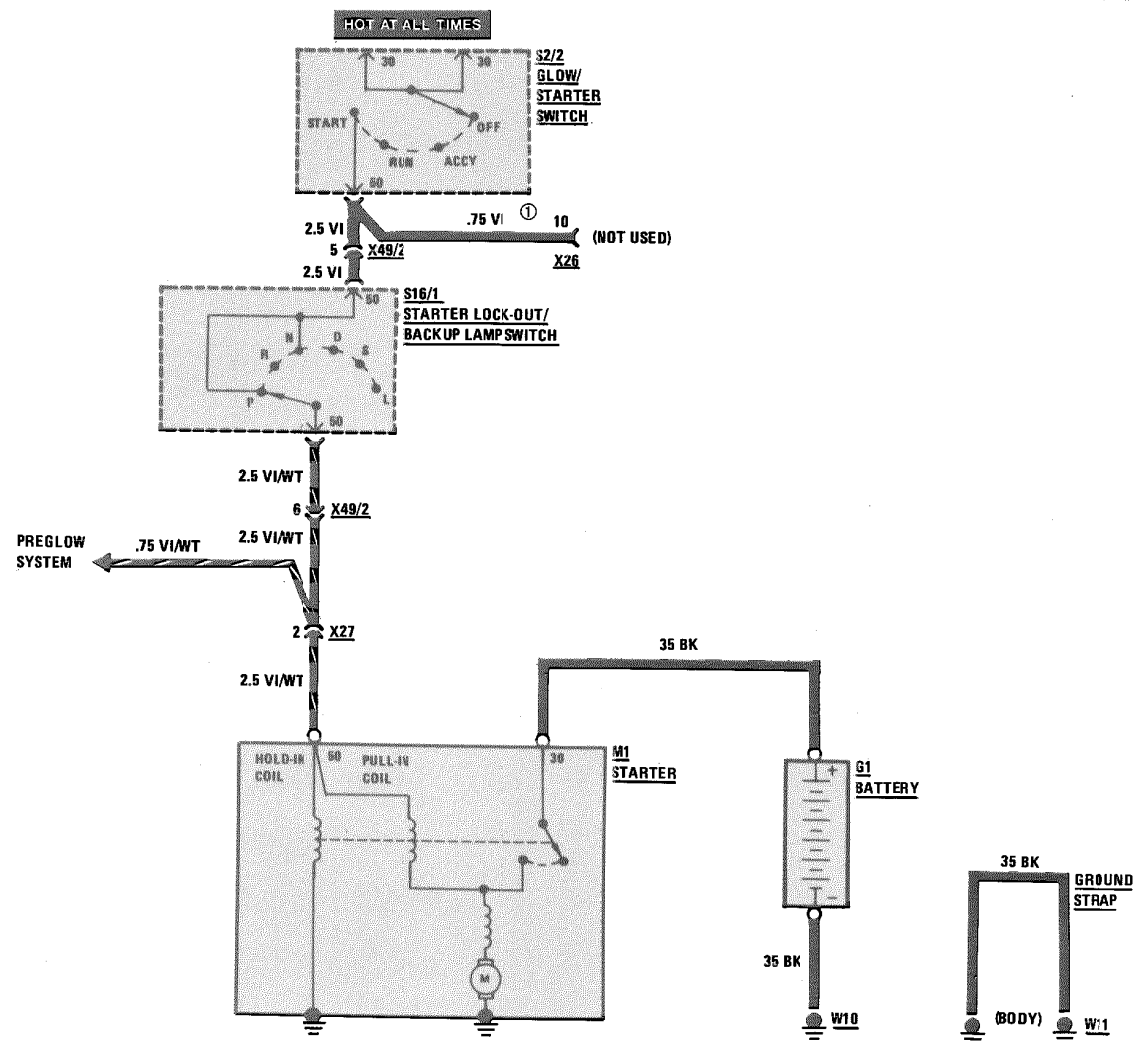 HOT AT ALL TIMES
30
30
S2/2
GLOW/
STARTER
SWITCH
START
OFF
RUN
ACCY
50
.75 VI
①
10
2.5 VI
(NOT USED)
5
X49/2
X26
2.5 VI
50
S16/1
STARTER LOCK-OUT/
BACKUP LAMPSWITCH
N
D
R
S
P
L
50
2.5 VI/WT
6
X49/2
PREGLOW
SYSTEM
.75 VI/WT
2.5 VI/WT
2
X27
35 BK
2.5 VI/WT
HOLD-IN
COIL
50
PULL-IN
COIL
30
M1
STARTER
+
G1
BATTERY
-
35 BK
GROUND
STRAP
M
35 BK
W10
(BODY)
W11